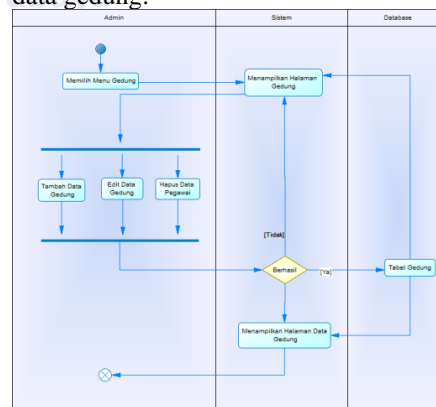 data gedung.
Admin
Sistem
Database
Memilih Menu Gedung
Menampilkan Halaman
Gedung
Tambah Data
Gedung
Edit Data
Gedung
Hapus Data
Pegawai
[Tidak]
Berhasil
[Ya]
Tabel Gedung
Menampilkan Halaman Data
Gedung